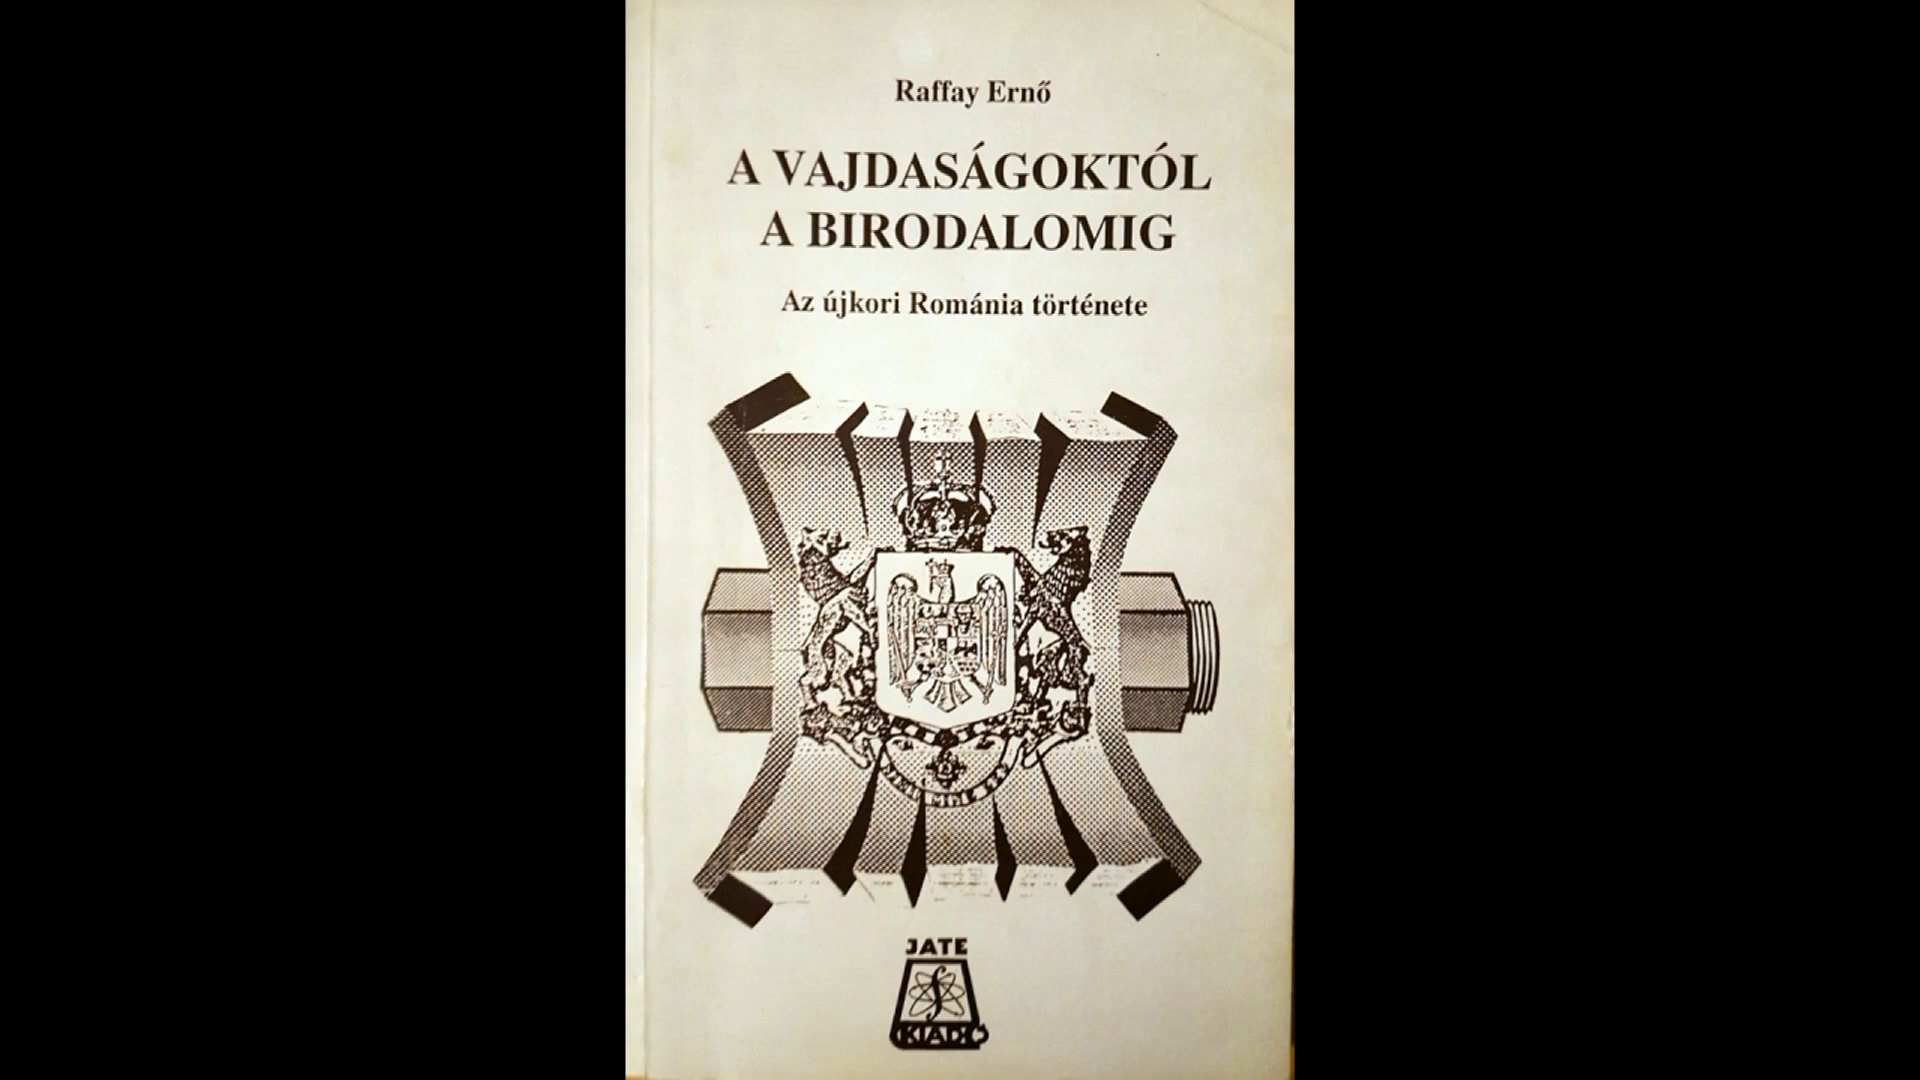 Raffay Ernő
A VAJDASÁGOKTÓL
A BIRODALOMIG
Az újkori Románia története
JATE
KIADÓ